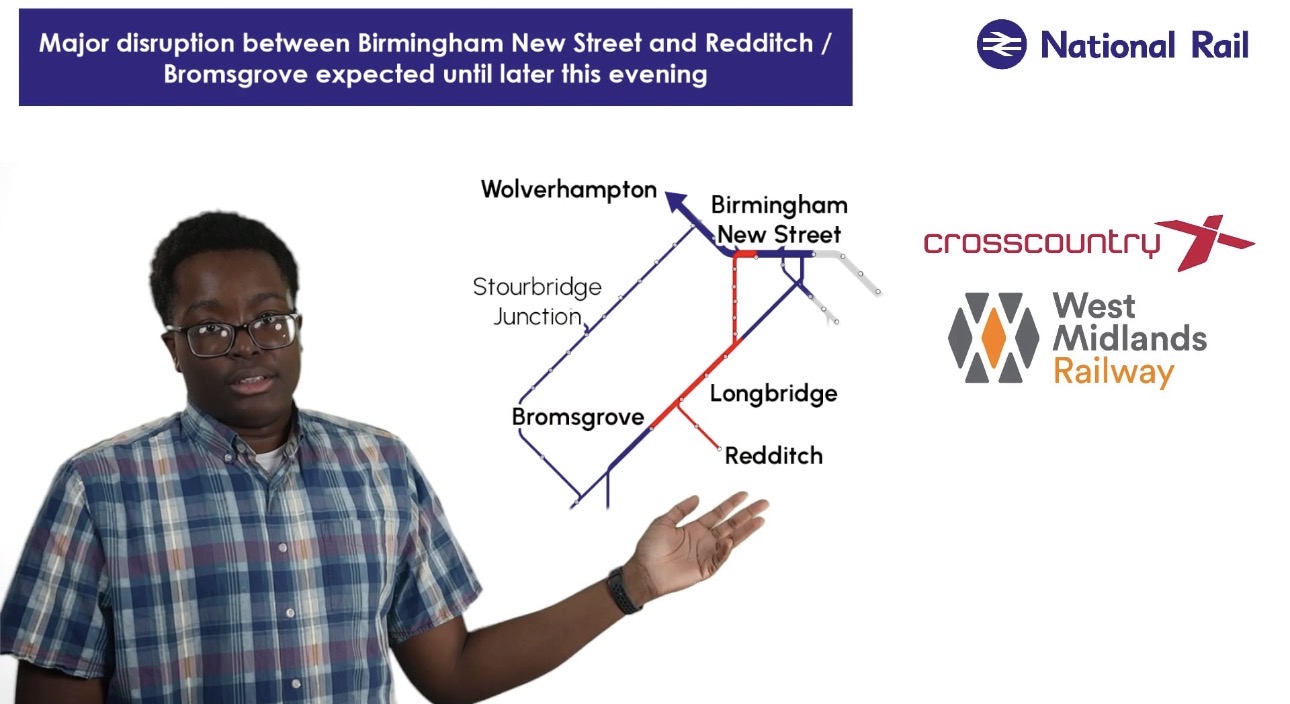 Major disruption between Birmingham New Street and Redditch /
Bromsgrove expected until later this evening
National Rail
Wolverhampton
Birmingham
New Street
Stourbridge
Junction
crosscountry
West
Midlands
Railway
Longbridge
Bromsgrove
Redditch